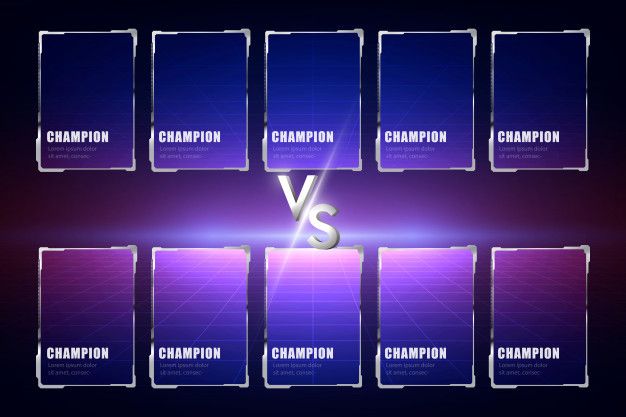 CHAMPION CHAMPION CHAMPION CHAMPION CHAMPION
Lorem ipsum dolor Lorem ipsum dolor Lorem ipsum dolor Lorem ipsum dolor Lorem ipsum dolor
sit amet, consec- sit amet, consec- sit amet, consec- sit amet, consec- sit amet, consec-
VS
CHAMPION CHAMPION CHAMPION CHAMPION CHAMPION
Lorem ipsum dolor Lorem ipsum dolor Lorem ipsum dolor Lorem ipsum dolor Lorem ipsum dolor
sit amet, consec- sit amet, consec- sit amet, consec- sit amet, consec- sit amet, consec-